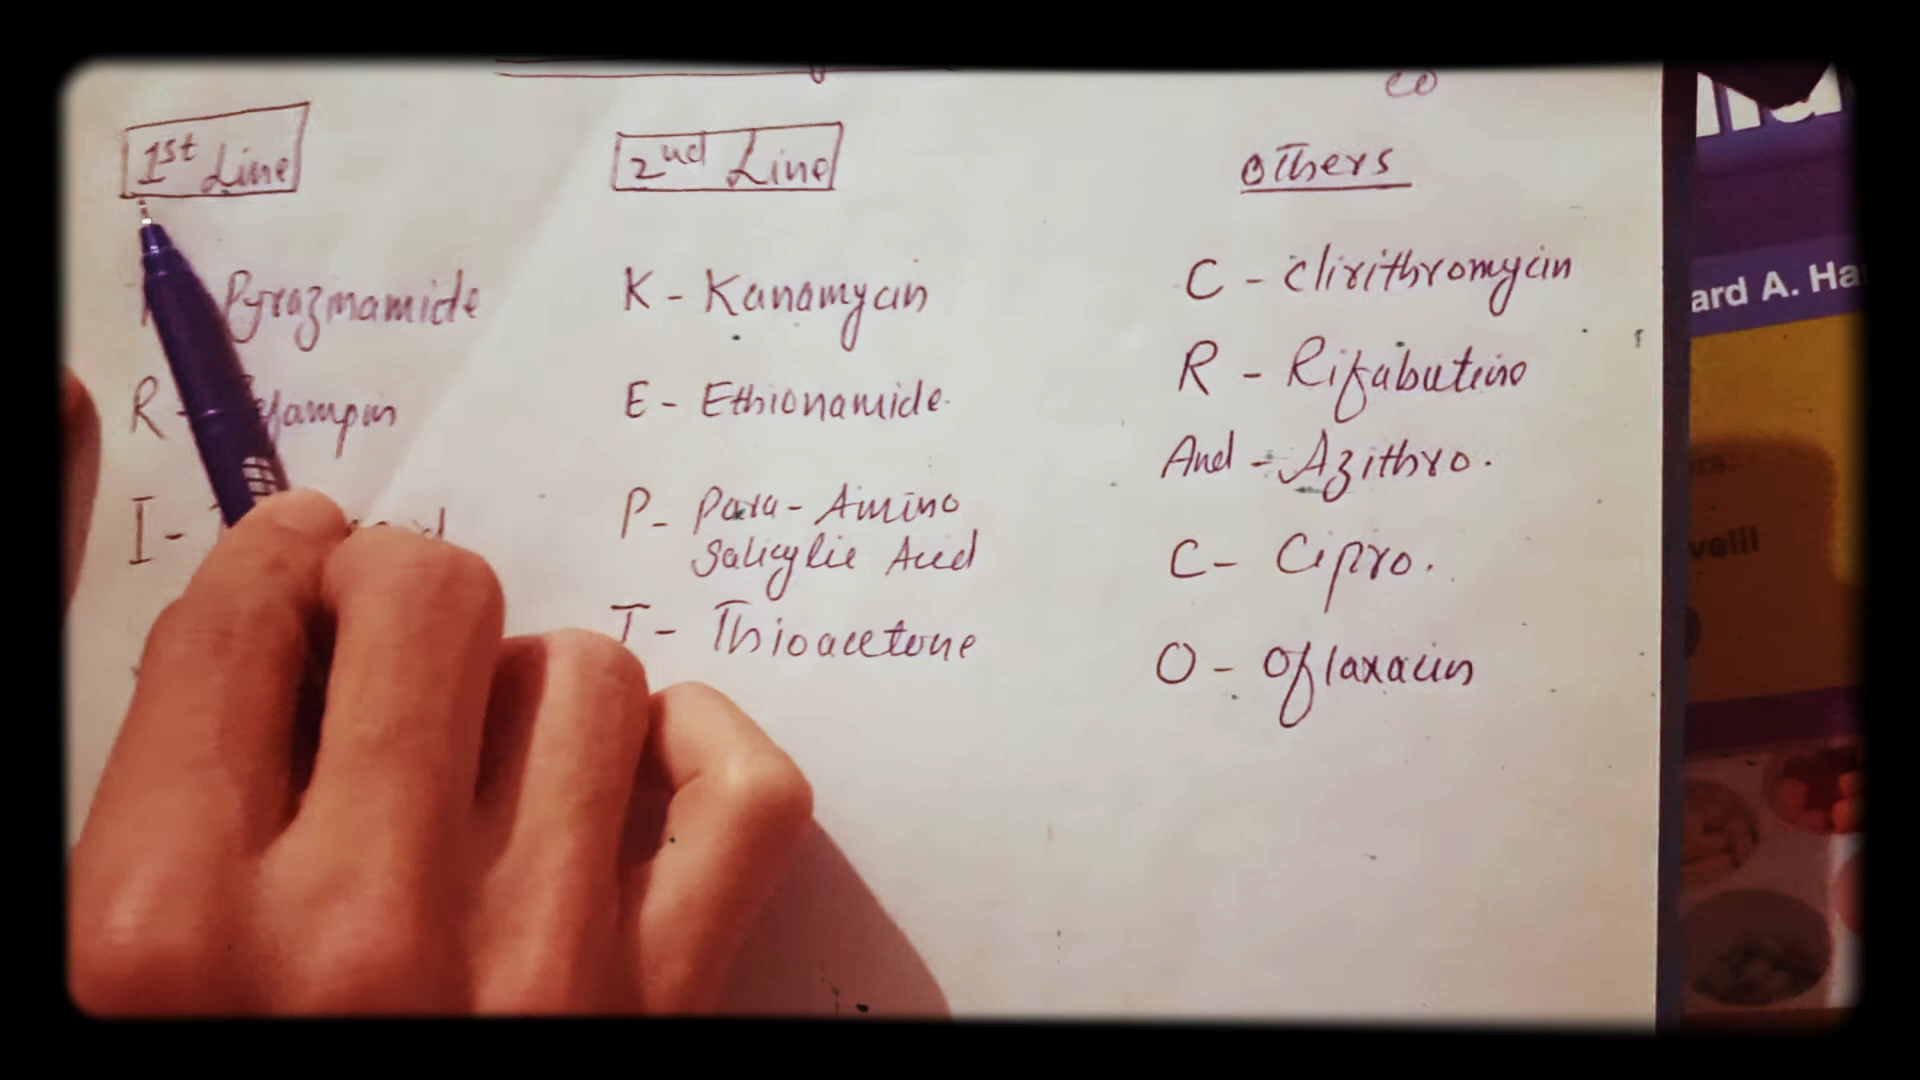 co
1st Line
Pyrazmamide
R -
I -
2nd Line
K - Kanamycin
E - Ethionamide
P - Para - Amino
Salicylic Acid
T - Thioacetone
Others
C - Clirithromycin
R - Rifabutino
And - Azithro.
C - Cipro.
O - Oflaxacin
ard A. Ha